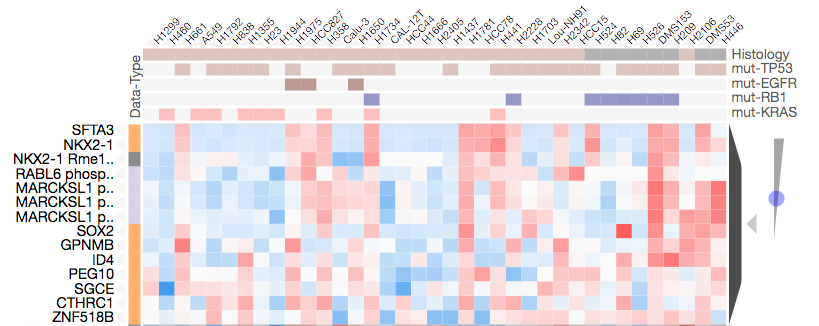 H1299 H460 H661 A549 H1792 H838 H1355 H23 H1944 H1975 HCC827 H358 Calu-3 H1650 H1734 CAL-12T HCC44 H1666 H2405 H1437 H1781 HCC78 H441 H2228 H1703 Lou-NH91 H2342 HCC15 H524 H82 H69 H526 DMS153 H209 H2106 DMS53 H446
Histology
mut-TP53
mut-EGFR
mut-RB1
mut-KRAS
Data-Type
SFTA3
NKX2-1
NKX2-1 Rme1..
RABL6 phosp..
MARCKSL1 p..
MARCKSL1 p..
MARCKSL1 p..
SOX2
GPNMB
ID4
PEG10
SGCE
CTHRC1
ZNF518B